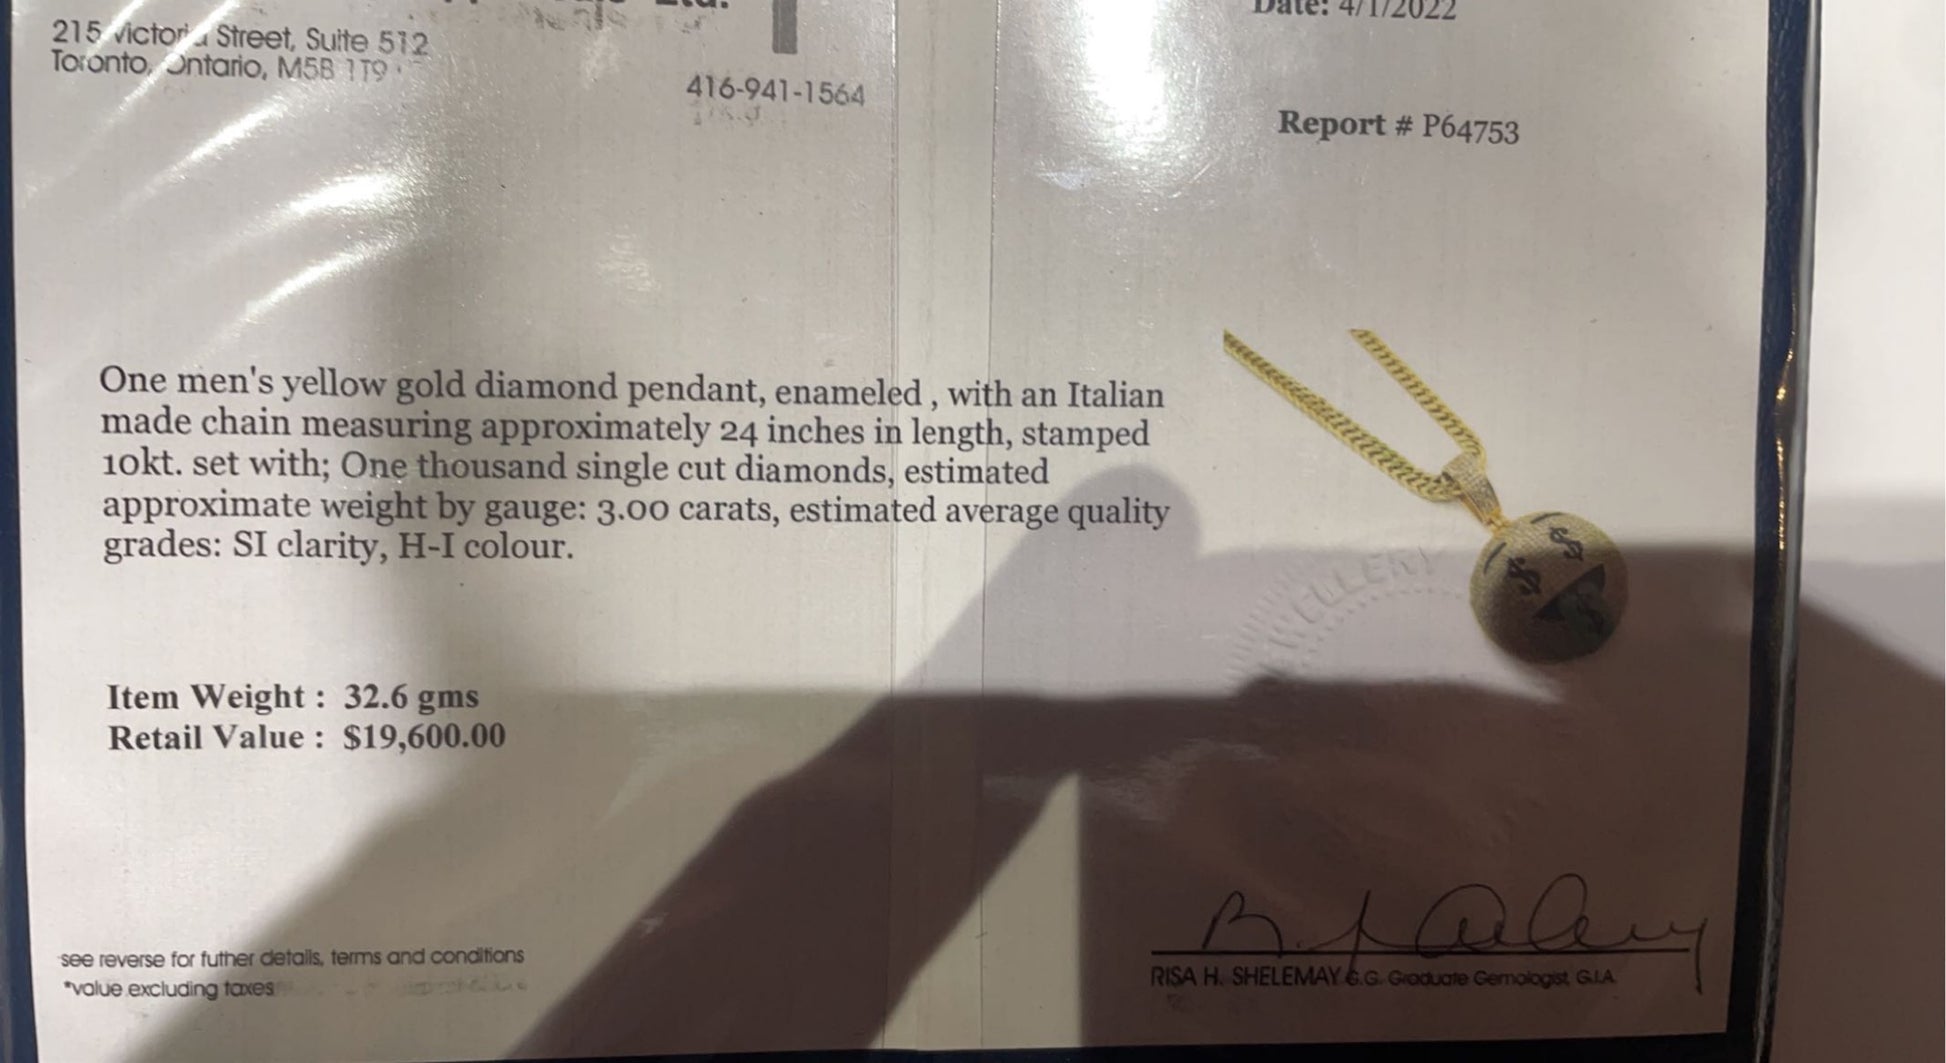 Ltd.
215 Victoria Street, Suite 512
Toronto, Ontario, M5B 1T9
416-941-1564
Date: 4/1/2022
Report # P64753
One men's yellow gold diamond pendant, enameled , with an Italian
made chain measuring approximately 24 inches in length, stamped
10kt. set with; One thousand single cut diamonds, estimated
approximate weight by gauge: 3.00 carats, estimated average quality
grades: SI clarity, H-I colour.
$ $
Item Weight : 32.6 gms
Retail Value : $19,600.00
see reverse for futher details, terms and conditions
*value excluding taxes
RISA H. SHELEMAY G.G. Graduate Gemologist, G.I.A.